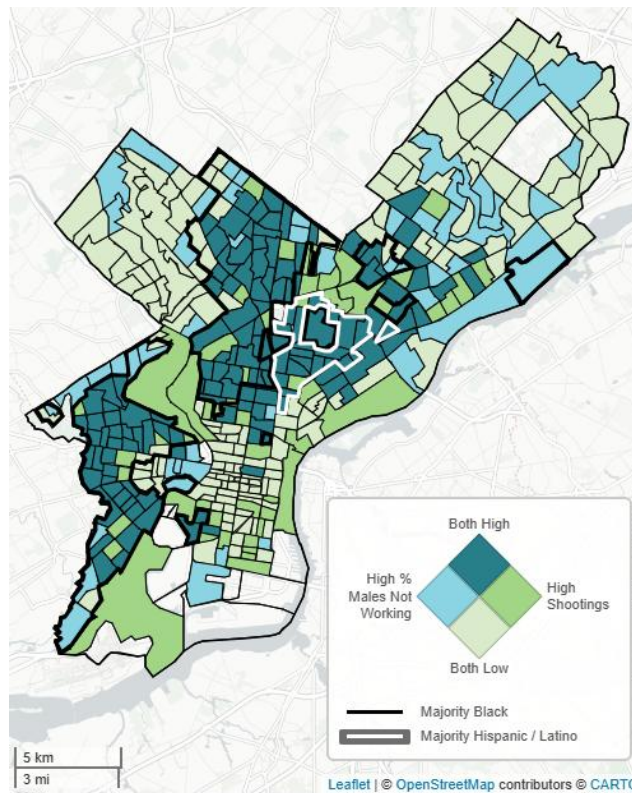 Both High
High %
Males Not
Working
High
Shootings
Both Low
Majority Black
Majority Hispanic / Latino
5 km
3 mi
Leaflet | © OpenStreetMap contributors © CARTO